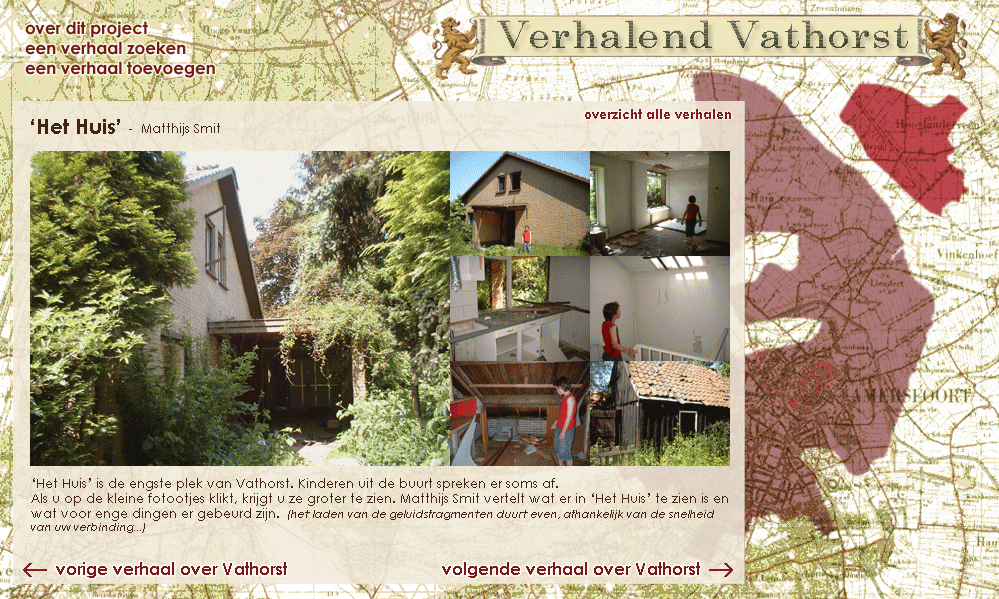 over dit project
een verhaal zoeken
een verhaal toevoegen
Verhalend Vathorst
overzicht alle verhalen
‘Het Huis’ - Matthijs Smit
‘Het Huis’ is de engste plek van Vathorst. Kinderen uit de buurt spreken er soms af.
Als u op de kleine fotootjes klikt, krijgt u ze groter te zien. Matthijs Smit vertelt wat er in ‘Het Huis’ te zien is en
wat voor enge dingen er gebeurd zijn. (het laden van de geluidsfragmenten duurt even, afhankelijk van de snelheid
van uw verbinding...)
← vorige verhaal over Vathorst
volgende verhaal over Vathorst →
Zevenhuizen
Hooglanderveen
Vinkenhoef
Liendert
AMERSFOORT